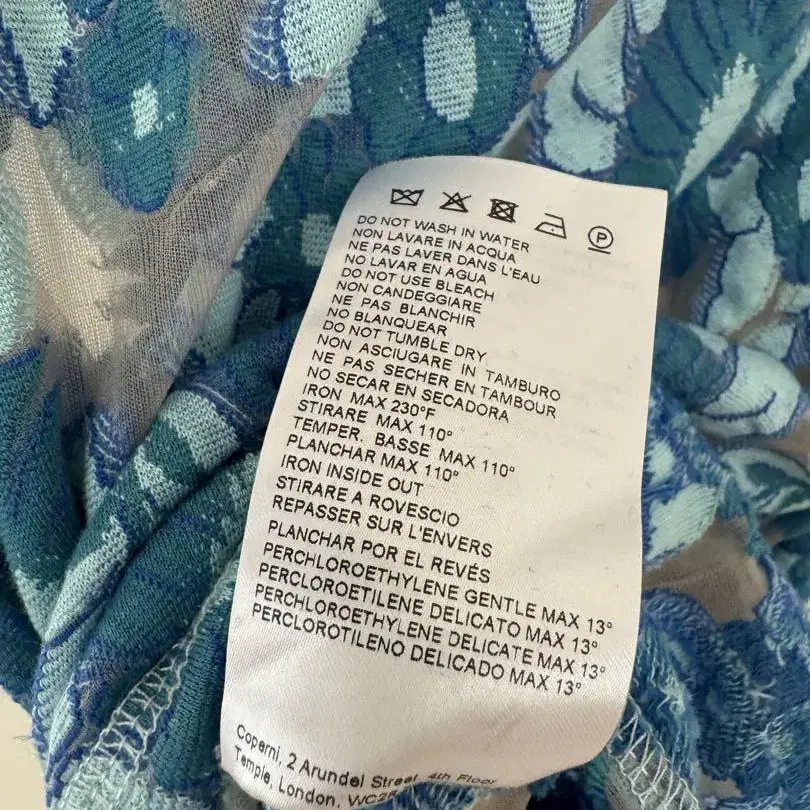 P
DO NOT WASH IN WATER
NON LAVARE IN ACQUA
NE PAS LAVER DANS L'EAU
NO LAVAR EN AGUA
DO NOT USE BLEACH
NON CANDEGGIARE
NE PAS BLANCHIR
NO BLANQUEAR
DO NOT TUMBLE DRY
NON ASCIUGARE IN TAMBURO
NE PAS SECHER EN TAMBOUR
NO SECAR EN SECADORA
IRON MAX 230°F
STIRARE MAX 110°
TEMPER. BASSE MAX 110°
PLANCHAR MAX 110°
IRON INSIDE OUT
STIRARE A ROVESCIO
REPASSER SUR L'ENVERS
PLANCHAR POR EL REVÉS
PERCHLOROETHYLENE GENTLE MAX 13°
PERCLOROETILENE DELICATO MAX 13°
PERCHLOROETHYLENE DELICATE MAX 13°
PERCLOROTILENO DELICADO MAX 13°
Coperni, 2 Arundel Street, 4th Floor
Temple, London,